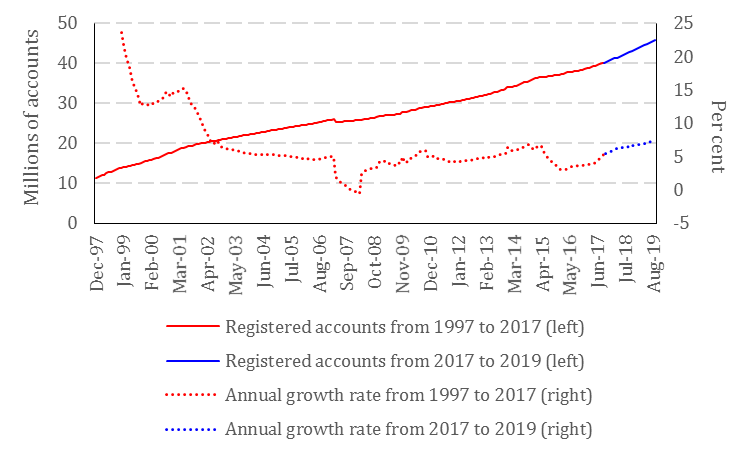 50
40
30
20
10
0
Millions of accounts
25
20
15
10
5
0
-5
Per cent
Dec-97
Jan-99
Feb-00
Mar-01
Apr-02
May-03
Jun-04
Jul-05
Aug-06
Sep-07
Oct-08
Nov-09
Dec-10
Jan-12
Feb-13
Mar-14
Apr-15
May-16
Jun-17
Jul-18
Aug-19
Registered accounts from 1997 to 2017 (left)
Registered accounts from 2017 to 2019 (left)
Annual growth rate from 1997 to 2017 (right)
Annual growth rate from 2017 to 2019 (right)